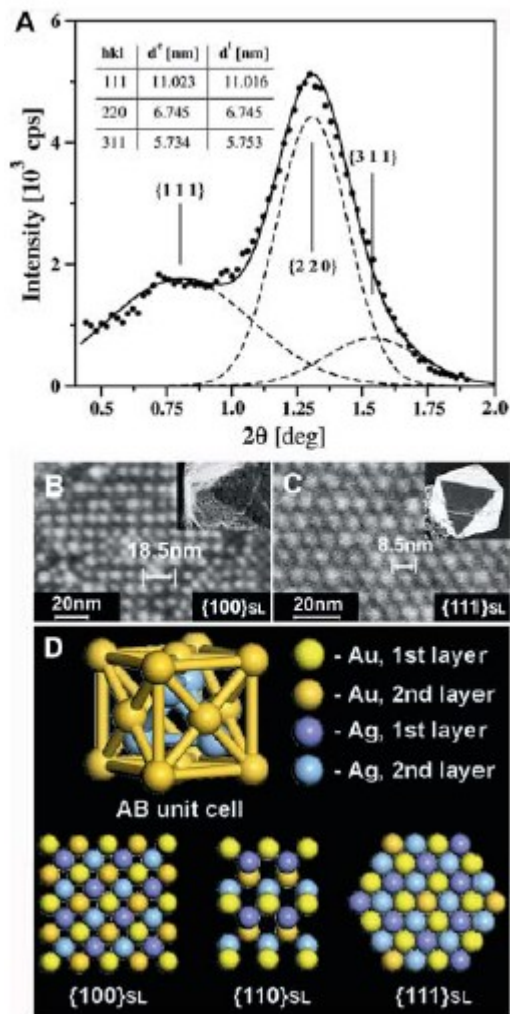 A
hkl dᵉ [nm] dᶠ [nm]
111 11.023 11.016
220 6.745 6.745
311 5.734 5.753
{1 1 1}
{2 2 0}
{3 1 1}
Intensity [10³ cps]
6
4
2
0
0.5 0.75 1.0 1.25 1.5 1.75 2.0
2θ [deg]
B
18.5nm
20nm
{100}SL
C
8.5nm
20nm
{111}SL
D
AB unit cell
- Au, 1st layer
- Au, 2nd layer
- Ag, 1st layer
- Ag, 2nd layer
{100}SL {110}SL {111}SL